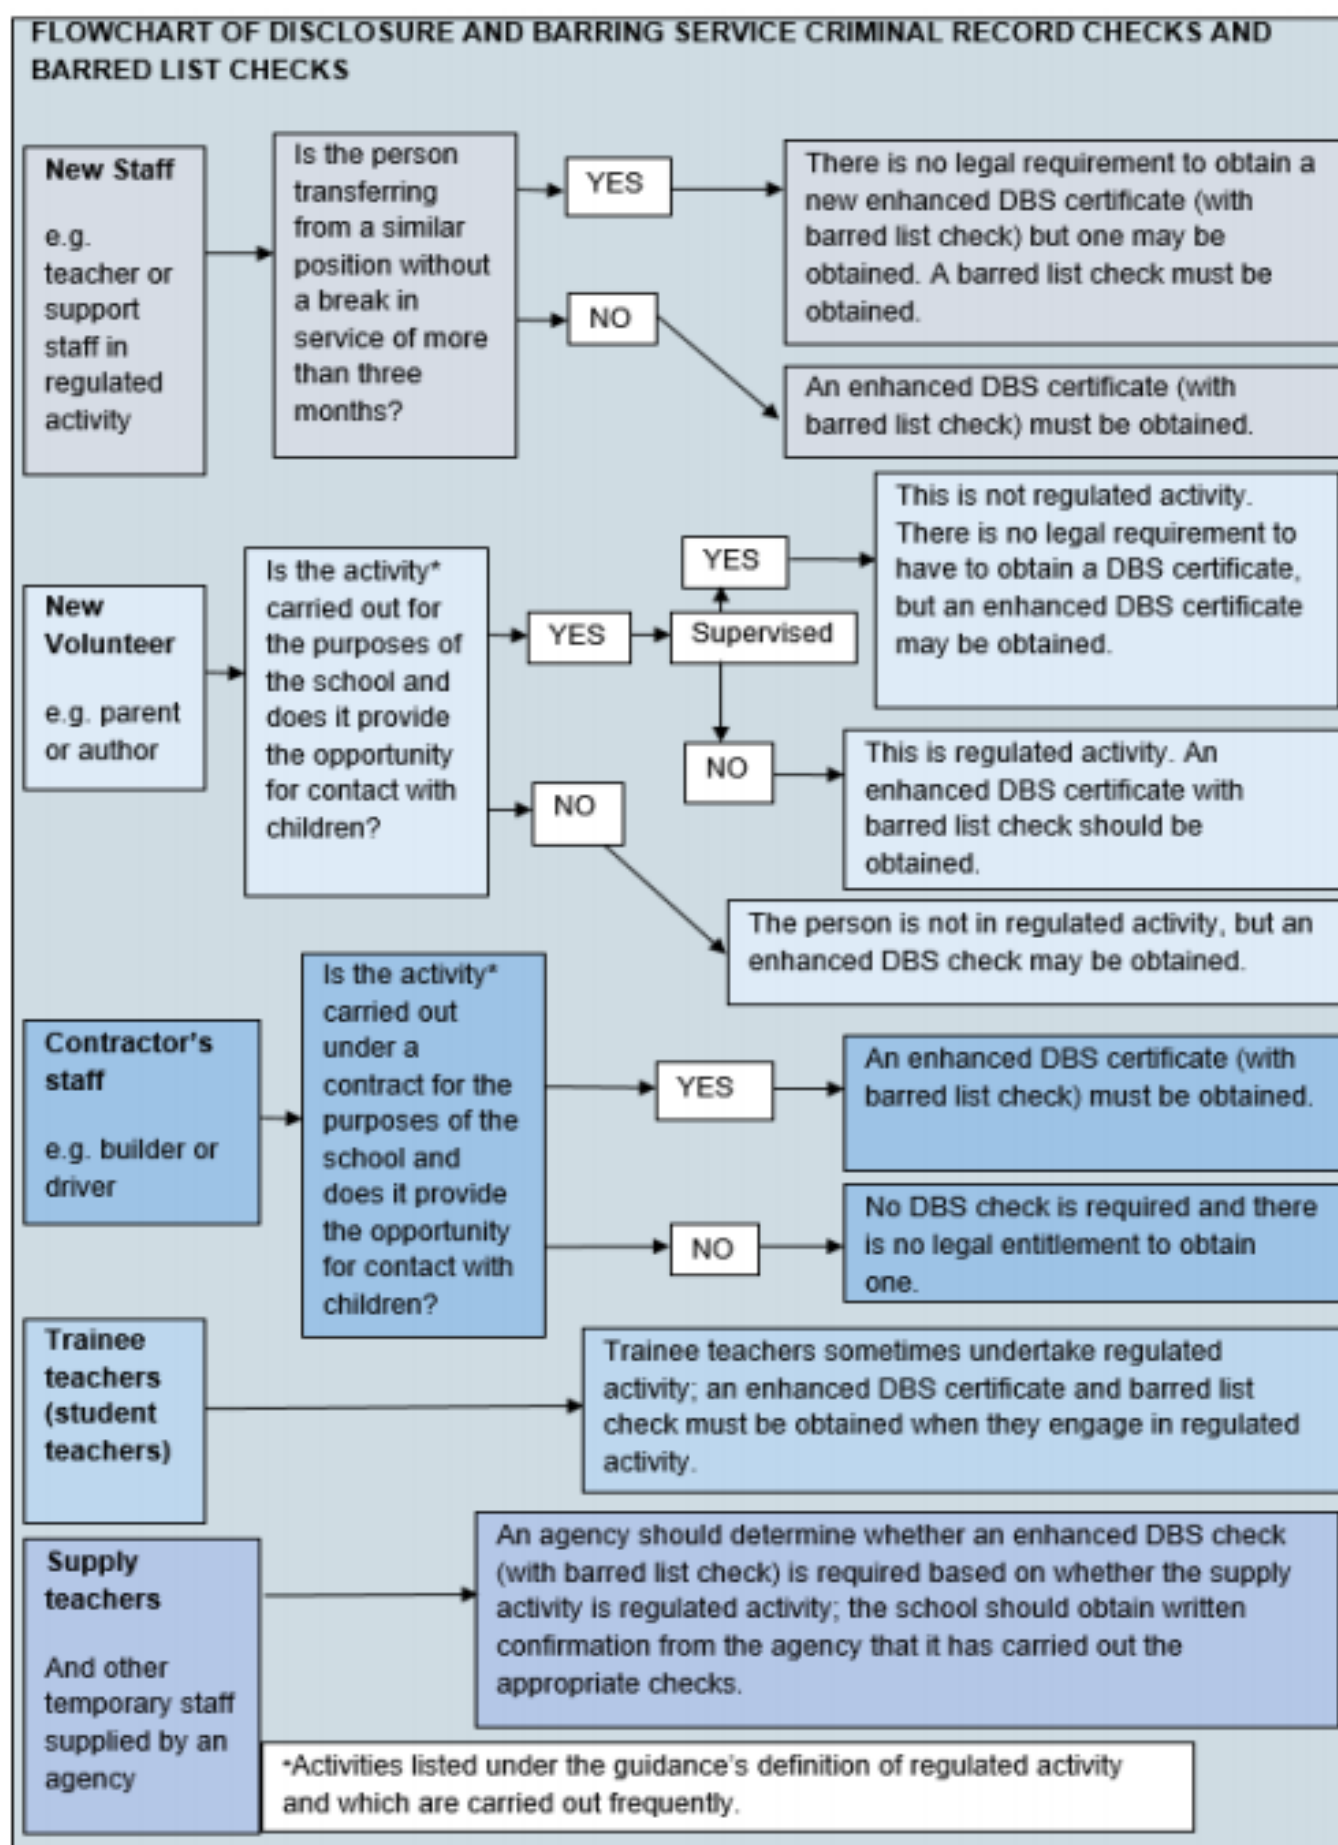 FLOWCHART OF DISCLOSURE AND BARRING SERVICE CRIMINAL RECORD CHECKS AND
BARRED LIST CHECKS
New Staff
e.g.
teacher or
support
staff in
regulated
activity
Is the person
transferring
from a similar
position without
a break in
service of more
than three
months?
YES
There is no legal requirement to obtain a
new enhanced DBS certificate (with
barred list check) but one may be
obtained. A barred list check must be
obtained.
NO
An enhanced DBS certificate (with
barred list check) must be obtained.
New
Volunteer
e.g. parent
or author
Is the activity*
carried out for
the purposes of
the school and
does it provide
the opportunity
for contact with
children?
YES
Supervised
YES
This is not regulated activity.
There is no legal requirement to
have to obtain a DBS certificate,
but an enhanced DBS certificate
may be obtained.
NO
This is regulated activity. An
enhanced DBS certificate with
barred list check should be
obtained.
NO
The person is not in regulated activity, but an
enhanced DBS check may be obtained.
Contractor's
staff
e.g. builder or
driver
Is the activity*
carried out
under a
contract for the
purposes of the
school and
does it provide
the opportunity
for contact with
children?
YES
An enhanced DBS certificate (with
barred list check) must be obtained.
NO
No DBS check is required and there
is no legal entitlement to obtain
one.
Trainee
teachers
(student
teachers)
Trainee teachers sometimes undertake regulated
activity; an enhanced DBS certificate and barred list
check must be obtained when they engage in regulated
activity.
Supply
teachers
And other
temporary staff
supplied by an
agency
An agency should determine whether an enhanced DBS check
(with barred list check) is required based on whether the supply
activity is regulated activity; the school should obtain written
confirmation from the agency that it has carried out the
appropriate checks.
*Activities listed under the guidance's definition of regulated activity
and which are carried out frequently.